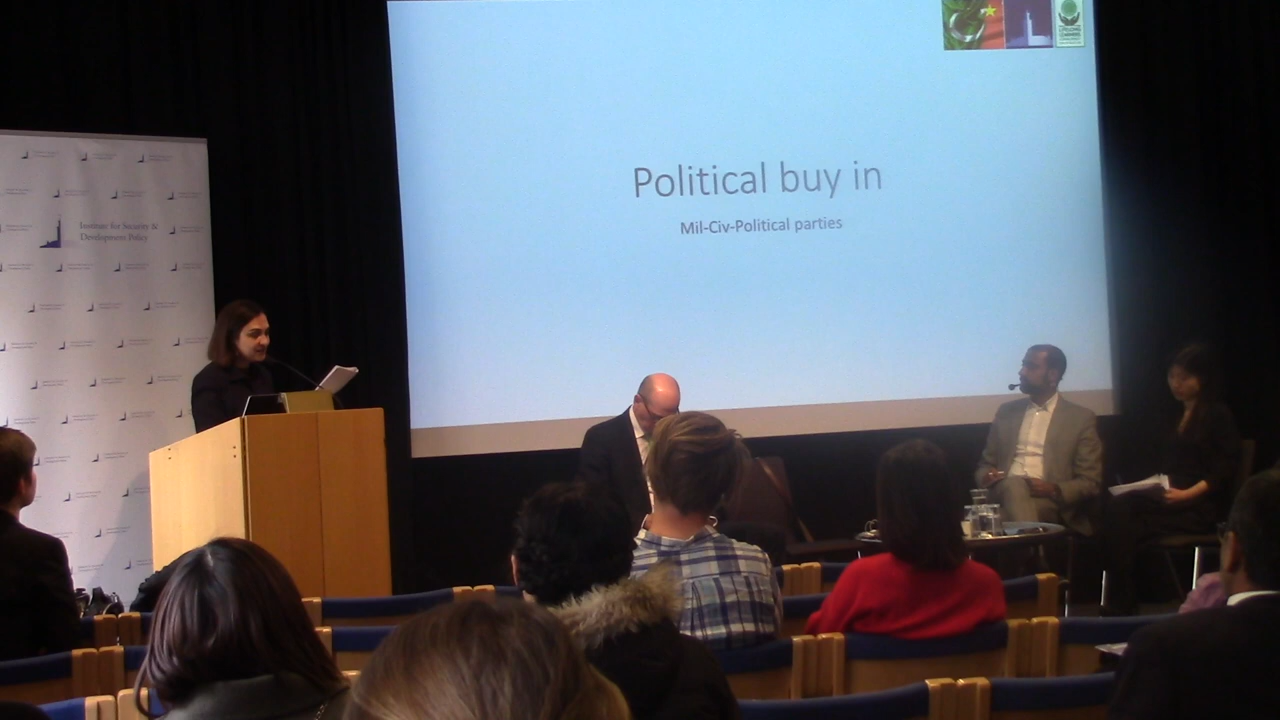 Political buy in
Mil-Civ-Political parties
Institute for Security &
Development Policy